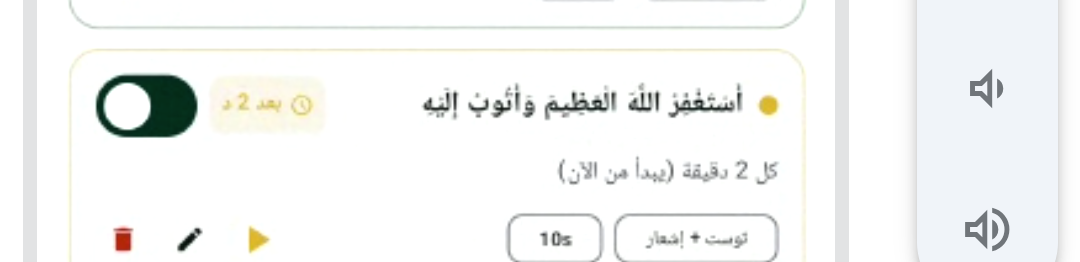 أَسْتَغْفِرُ اللَّهَ الْعَظِيمَ وَأَتُوبُ إِلَيْهِ
بعد 2 د
كل 2 دقيقة (يبدأ من الآن)
توست + إشعار
10s